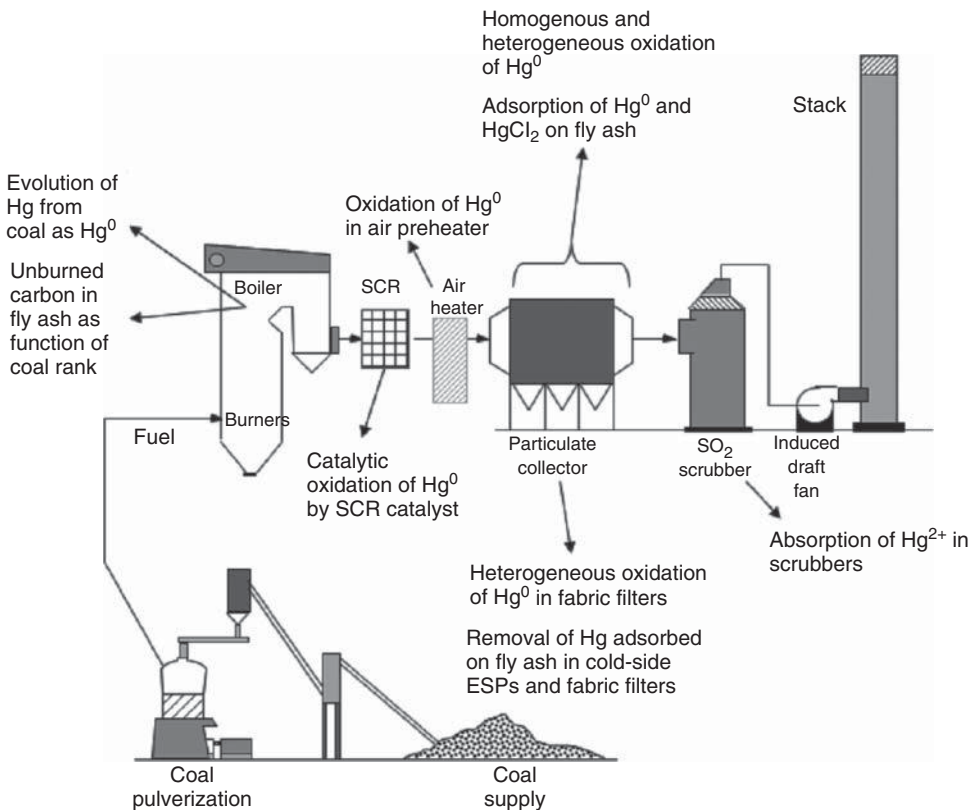 Homogenous and
heterogeneous oxidation
of Hg⁰
Adsorption of Hg⁰ and
HgCl₂ on fly ash
Stack
Evolution of
Hg from
coal as Hg⁰
Unburned
carbon in
fly ash as
function of
coal rank
Oxidation of Hg⁰
in air preheater
Boiler
SCR
Air
heater
Burners
Fuel
Particulate
collector
SO₂
scrubber
Induced
draft
fan
Catalytic
oxidation of Hg⁰
by SCR catalyst
Absorption of Hg²⁺ in
scrubbers
Heterogeneous oxidation
of Hg⁰ in fabric filters
Removal of Hg adsorbed
on fly ash in cold-side
ESPs and fabric filters
Coal
pulverization
Coal
supply